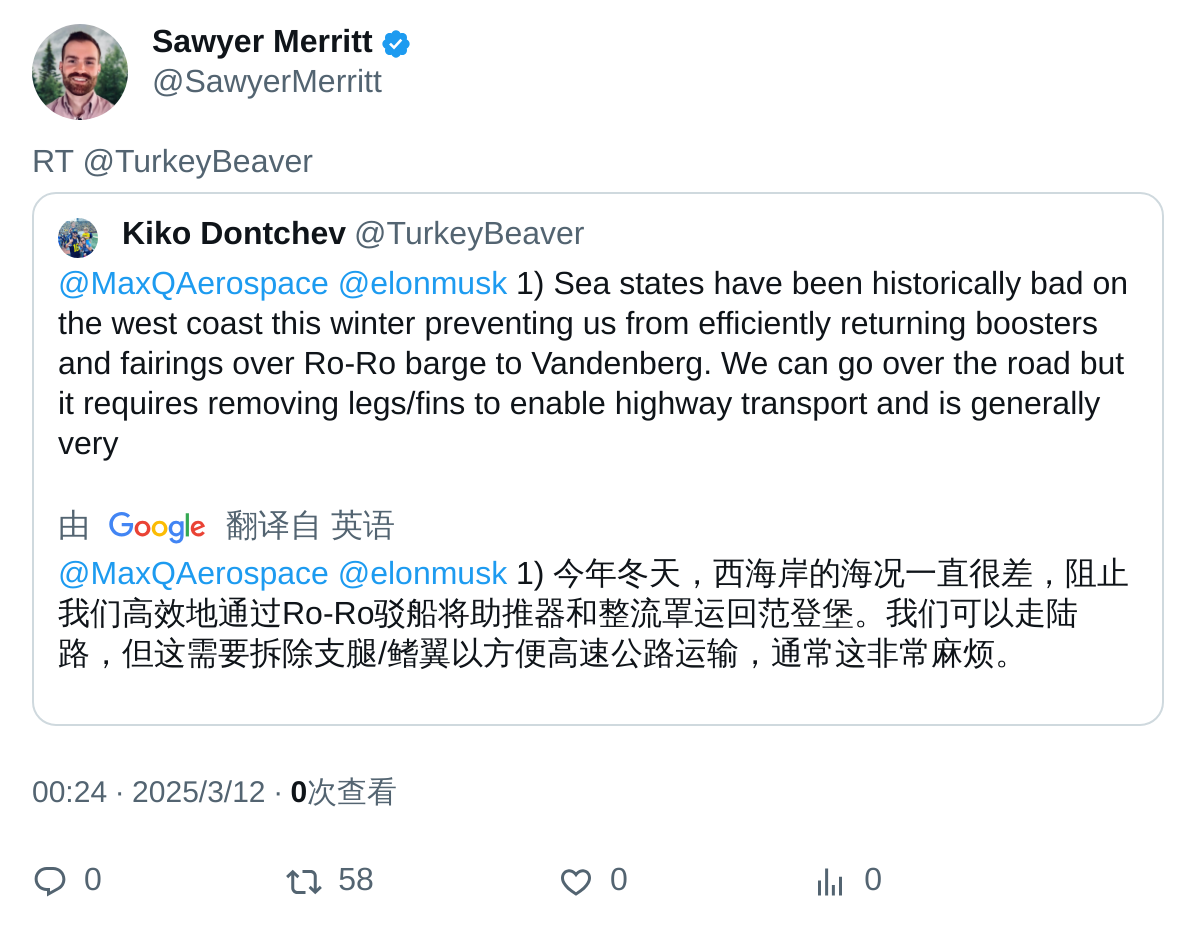 Sawyer Merritt
@SawyerMerritt
RT @TurkeyBeaver
Kiko Dontchev @TurkeyBeaver
@MaxQAerospace @elonmusk 1) Sea states have been historically bad on
the west coast this winter preventing us from efficiently returning boosters
and fairings over Ro-Ro barge to Vandenberg. We can go over the road but
it requires removing legs/fins to enable highway transport and is generally
very
由 Google 翻译自 英语
@MaxQAerospace @elonmusk 1) 今年冬天，西海岸的海况一直很差，阻止
我们高效地通过Ro-Ro驳船将助推器和整流罩运回范登堡。我们可以走陆
路，但这需要拆除支腿/鳍翼以方便高速公路运输，通常这非常麻烦。
00:24 · 2025/3/12 · 0次查看
0 58 0 0